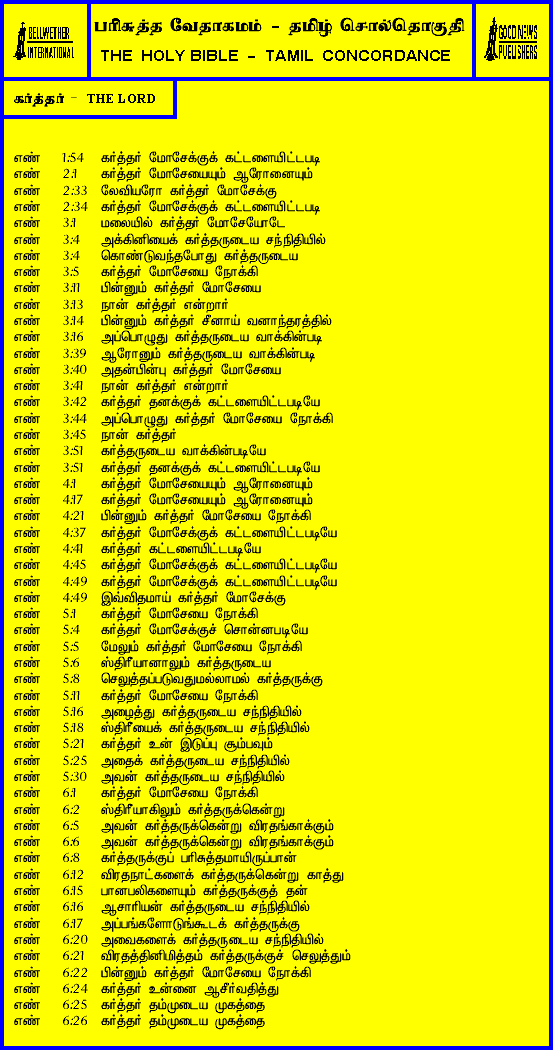 BELLWETHER
INTERNATIONAL
பரிசுத்த வேதாகமம் - தமிழ் சொல்தொகுதி
THE HOLY BIBLE - TAMIL CONCORDANCE
GOOD NEWS
PUBLISHERS
கர்த்தர் - THE LORD
எண் 1:54 கர்த்தர் மோசேக்குக் கட்டளையிட்டபடி
எண் 2:1 கர்த்தர் மோசேயையும் ஆரோனையும்
எண் 2:33 லேவியரோ கர்த்தர் மோசேக்கு
எண் 2:34 கர்த்தர் மோசேக்குக் கட்டளையிட்டபடி
எண் 3:1 மலையில் கர்த்தர் மோசேயோடே
எண் 3:4 அக்கினியைக் கர்த்தருடைய சந்நிதியில்
எண் 3:4 கொண்டுவந்தபோது கர்த்தருடைய
எண் 3:5 கர்த்தர் மோசேயை நோக்கி
எண் 3:11 பின்னும் கர்த்தர் மோசேயை
எண் 3:13 நான் கர்த்தர் என்றார்
எண் 3:14 பின்னும் கர்த்தர் சீனாய் வனாந்தரத்தில்
எண் 3:16 அப்பொழுது கர்த்தருடைய வாக்கின்படி
எண் 3:39 ஆரோனும் கர்த்தருடைய வாக்கின்படி
எண் 3:40 அதன்பின்பு கர்த்தர் மோசேயை
எண் 3:41 நான் கர்த்தர் என்றார்
எண் 3:42 கர்த்தர் தனக்குக் கட்டளையிட்டபடியே
எண் 3:44 அப்பொழுது கர்த்தர் மோசேயை நோக்கி
எண் 3:45 நான் கர்த்தர்
எண் 3:51 கர்த்தருடைய வாக்கின்படியே
எண் 3:51 கர்த்தர் தனக்குக் கட்டளையிட்டபடியே
எண் 4:1 கர்த்தர் மோசேயையும் ஆரோனையும்
எண் 4:17 கர்த்தர் மோசேயையும் ஆரோனையும்
எண் 4:21 பின்னும் கர்த்தர் மோசேயை நோக்கி
எண் 4:37 கர்த்தர் மோசேக்குக் கட்டளையிட்டபடியே
எண் 4:41 கர்த்தர் கட்டளையிட்டபடியே
எண் 4:45 கர்த்தர் மோசேக்குக் கட்டளையிட்டபடியே
எண் 4:49 கர்த்தர் மோசேக்குக் கட்டளையிட்டபடியே
எண் 4:49 இவ்விதமாய் கர்த்தர் மோசேக்கு
எண் 5:1 கர்த்தர் மோசேயை நோக்கி
எண் 5:4 கர்த்தர் மோசேக்குச் சொன்னபடியே
எண் 5:5 மேலும் கர்த்தர் மோசேயை நோக்கி
எண் 5:6 ஸ்திரீயானாலும் கர்த்தருடைய
எண் 5:8 செலுத்தப்படுவதுமல்லாமல் கர்த்தருக்கு
எண் 5:11 கர்த்தர் மோசேயை நோக்கி
எண் 5:16 அழைத்து கர்த்தருடைய சந்நிதியில்
எண் 5:18 ஸ்திரீயைக் கர்த்தருடைய சந்நிதியில்
எண் 5:21 கர்த்தர் உன் இடுப்பு சூம்பவும்
எண் 5:25 அதைக் கர்த்தருடைய சந்நிதியில்
எண் 5:30 அவன் கர்த்தருடைய சந்நிதியில்
எண் 6:1 கர்த்தர் மோசேயை நோக்கி
எண் 6:2 ஸ்திரீயாகிலும் கர்த்தருக்கென்று
எண் 6:5 அவன் கர்த்தருக்கென்று விரதங்காக்கும்
எண் 6:6 அவன் கர்த்தருக்கென்று விரதங்காக்கும்
எண் 6:8 கர்த்தருக்குப் பரிசுத்தமாயிருப்பான்
எண் 6:12 விரதநாட்களைக் கர்த்தருக்கென்று காத்து
எண் 6:15 பானபலிகளையும் கர்த்தருக்குத் தன்
எண் 6:16 ஆசாரியன் கர்த்தருடைய சந்நிதியில்
எண் 6:17 அப்பங்களோடுங்கூடக் கர்த்தருக்கு
எண் 6:20 அவைகளைக் கர்த்தருடைய சந்நிதியில்
எண் 6:21 விரதத்தினிமித்தம் கர்த்தருக்குச் செலுத்தும்
எண் 6:22 பின்னும் கர்த்தர் மோசேயை நோக்கி
எண் 6:24 கர்த்தர் உன்னை ஆசீர்வதித்து
எண் 6:25 கர்த்தர் தம்முடைய முகத்தை
எண் 6:26 கர்த்தர் தம்முடைய முகத்தை